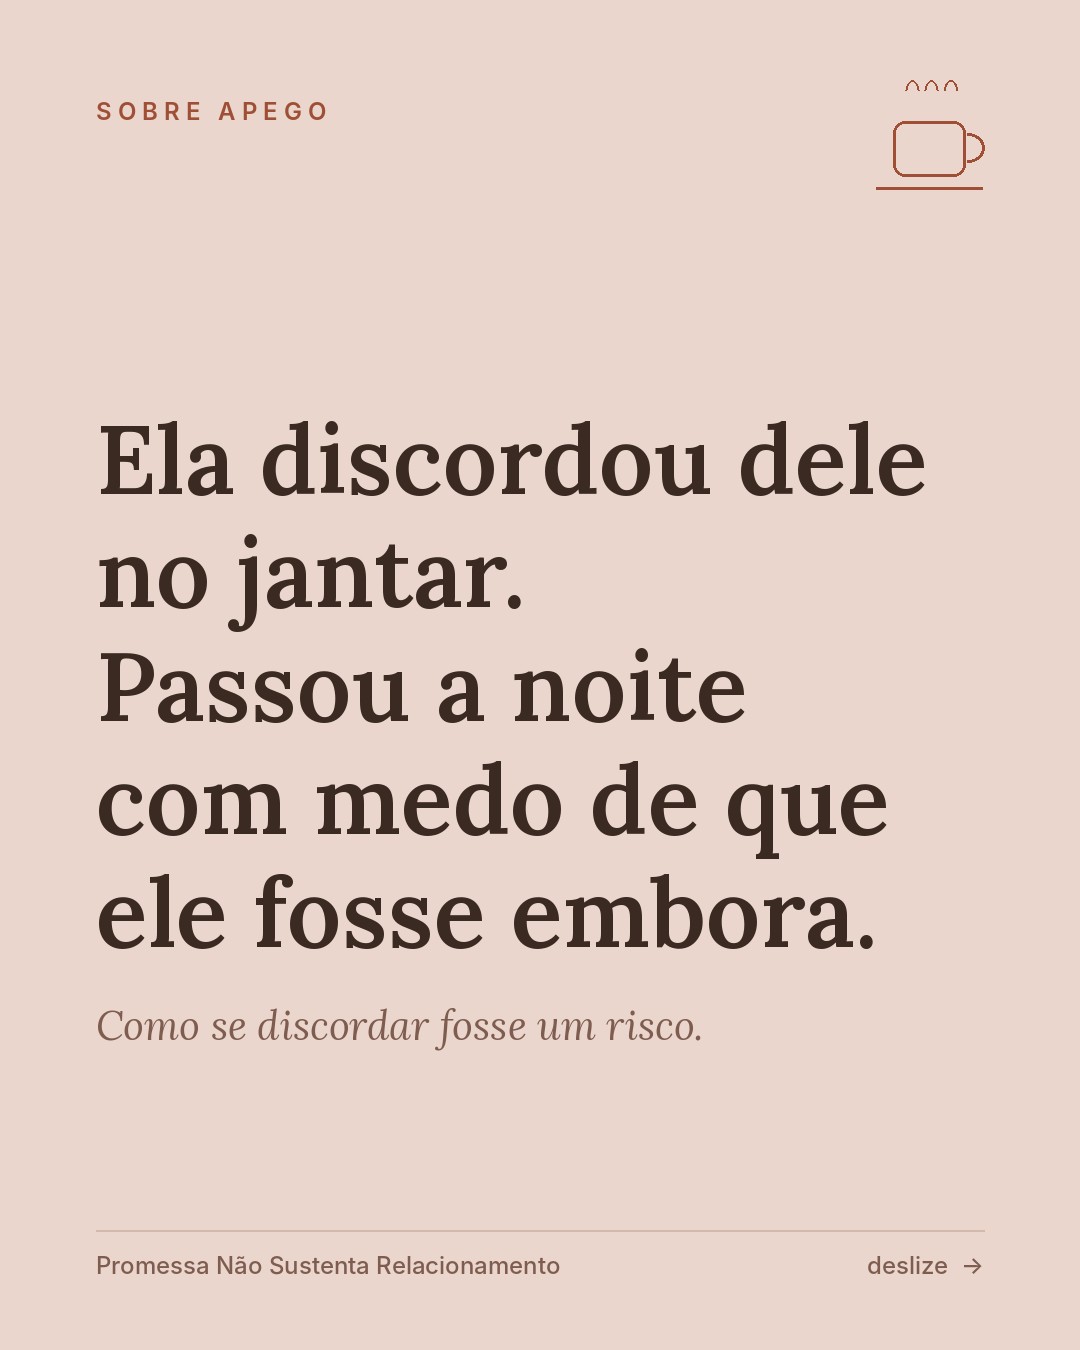 SOBRE APEGO
Ela discordou dele
no jantar.
Passou a noite
com medo de que
ele fosse embora.
Como se discordar fosse um risco.
Promessa Não Sustenta Relacionamento
deslize →